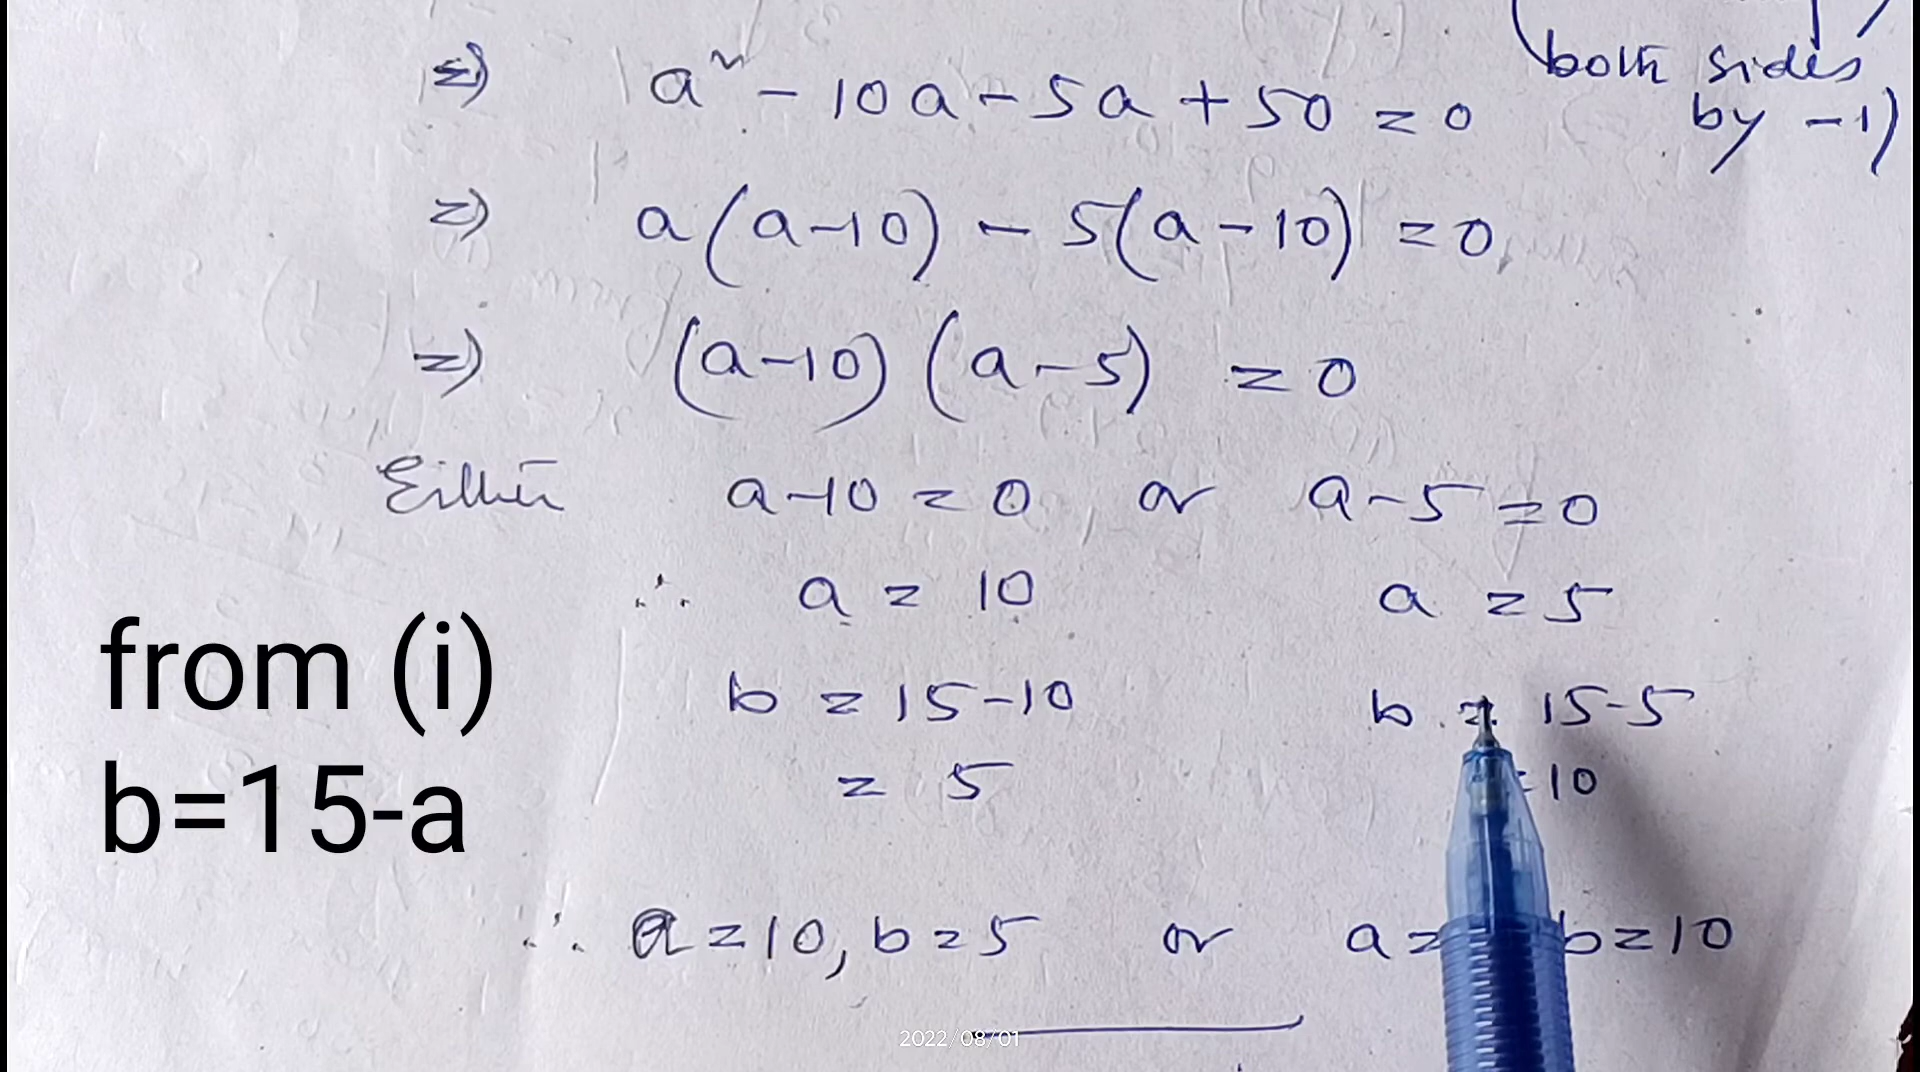 both sides
by -1)
⇒) a² - 10a - 5a + 50 = 0
⇒) a(a-10) - 5(a-10) = 0
⇒) (a-10) (a-5) = 0
Either a-10 = 0 or a-5 = 0
∴ a = 10 a = 5
b = 15-10 b = 15-5
= 5 = 10
from (i)
b=15-a
∴ a = 10, b = 5 or a = b = 10
2022/08/01